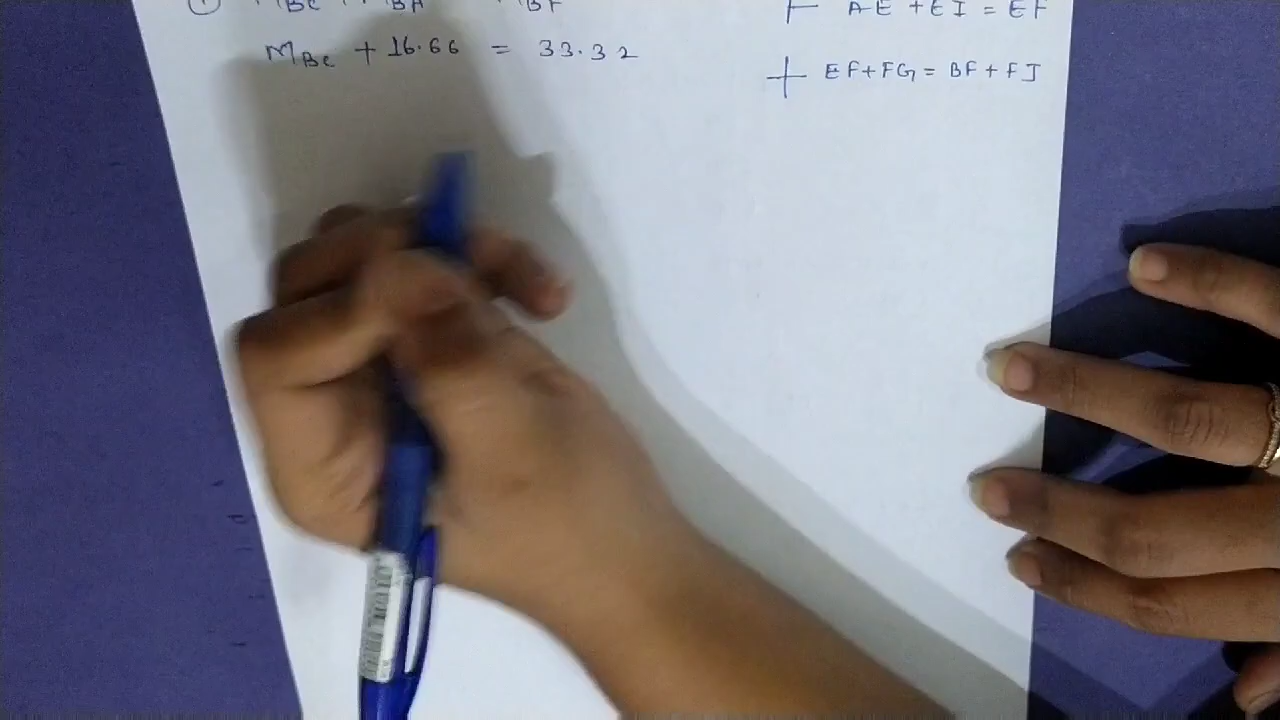 M_BC + 16.66 = 33.32
AE + EI = EF
EF + FG = BF + FJ